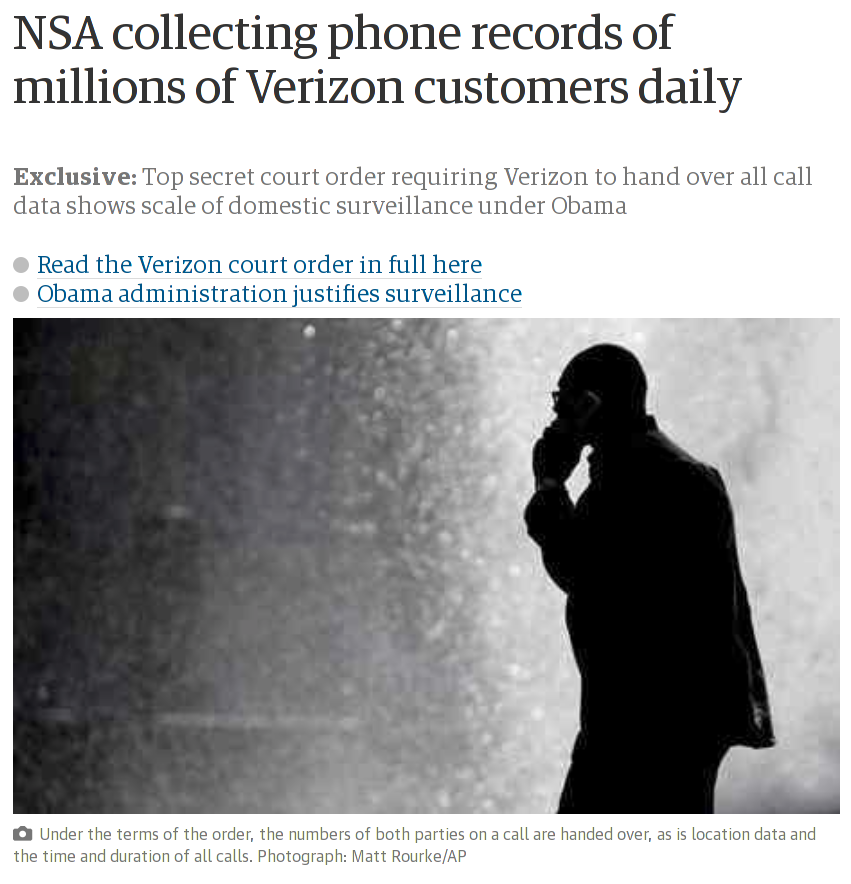 NSA collecting phone records of
millions of Verizon customers daily
Exclusive: Top secret court order requiring Verizon to hand over all call
data shows scale of domestic surveillance under Obama
Read the Verizon court order in full here
Obama administration justifies surveillance
Under the terms of the order, the numbers of both parties on a call are handed over, as is location data and
the time and duration of all calls. Photograph: Matt Rourke/AP